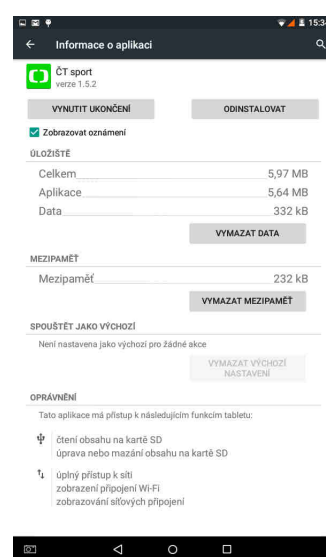 15:34
Informace o aplikaci
ČT sport
verze 1.5.2
VYNUTIT UKONČENÍ
ODINSTALOVAT
Zobrazovat oznámení
ÚLOŽIŠTĚ
Celkem 5,97 MB
Aplikace 5,64 MB
Data 332 kB
VYMAZAT DATA
MEZIPAMĚŤ
Mezipaměť 232 kB
VYMAZAT MEZIPAMĚŤ
SPOUŠTĚT JAKO VÝCHOZÍ
Není nastavena jako výchozí pro žádné akce
VYMAZAT VÝCHOZÍ
NASTAVENÍ
OPRÁVNĚNÍ
Tato aplikace má přístup k následujícím funkcím tabletu:
čtení obsahu na kartě SD
úprava nebo mazání obsahu na kartě SD
úplný přístup k síti
zobrazení připojení Wi-Fi
zobrazování síťových připojení